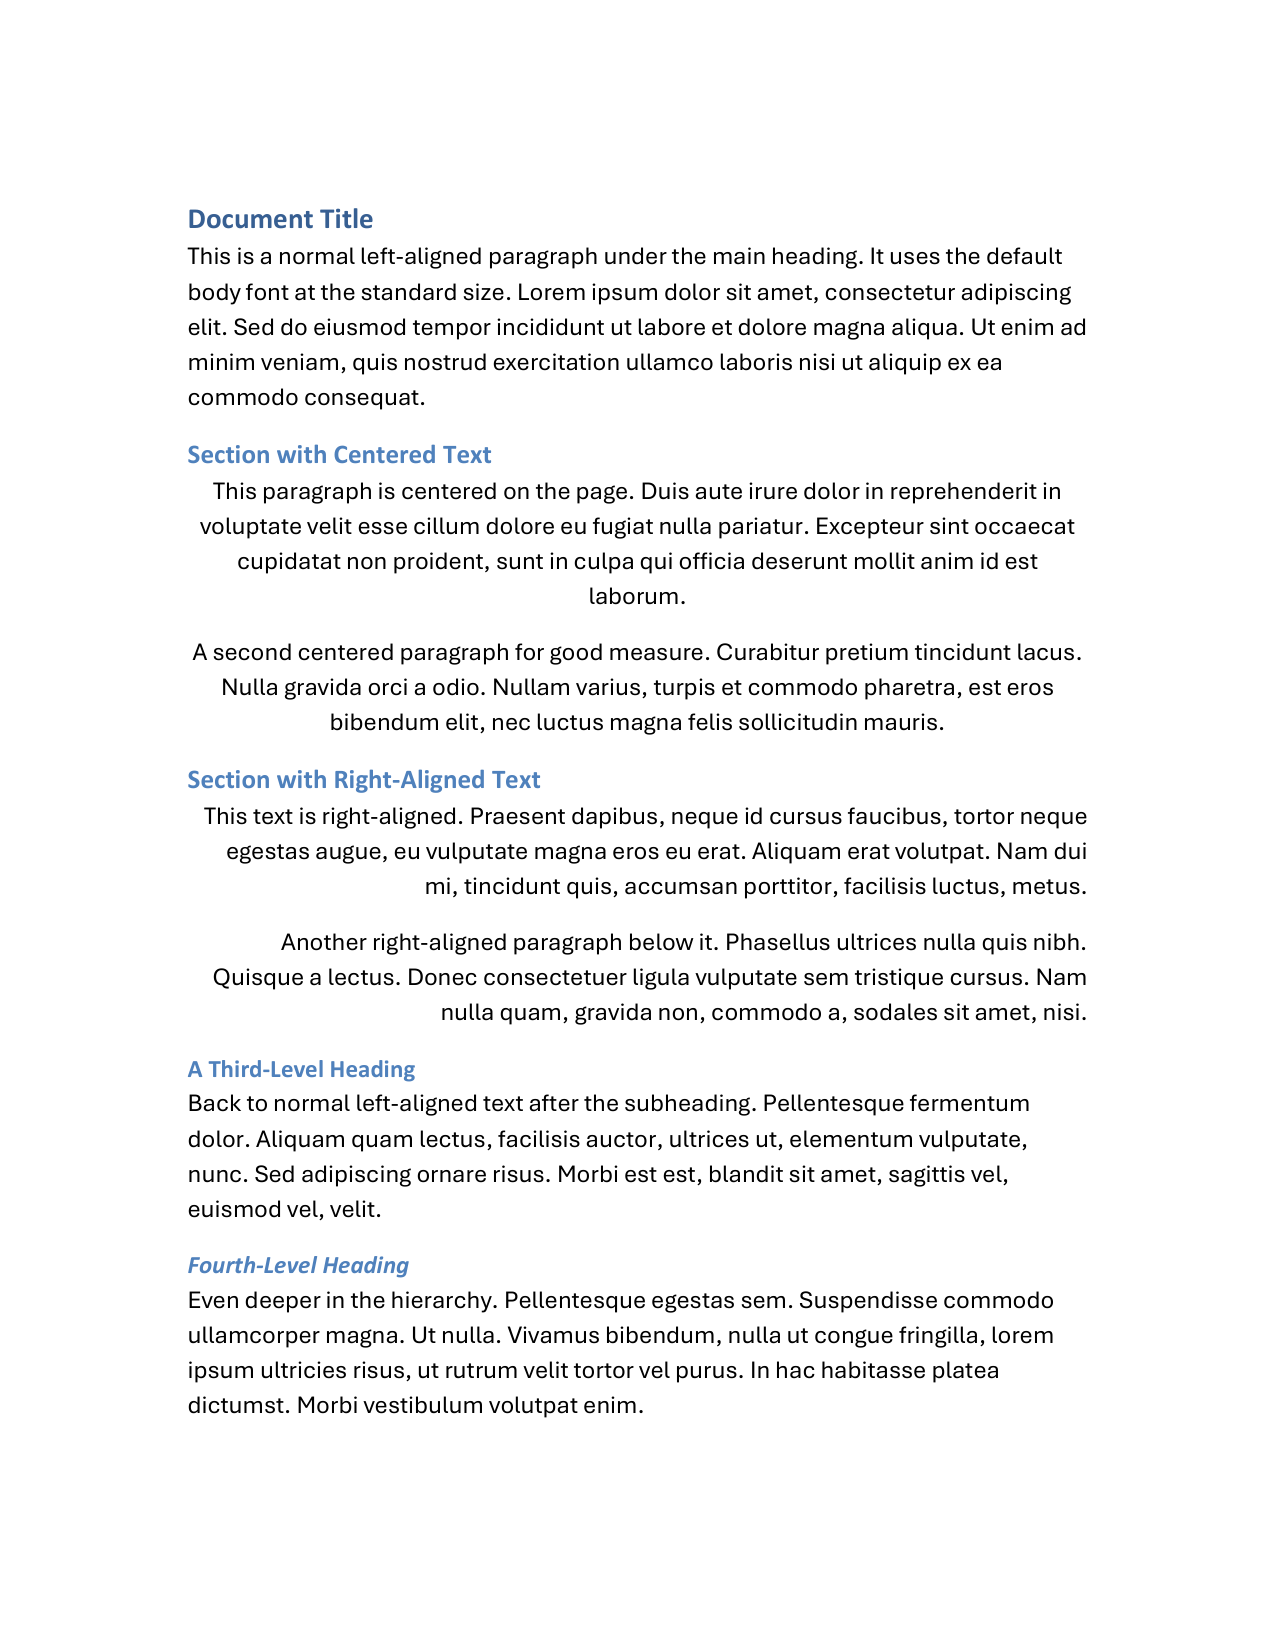 Document Title
This is a normal left-aligned paragraph under the main heading. It uses the default
body font at the standard size. Lorem ipsum dolor sit amet, consectetur adipiscing
elit. Sed do eiusmod tempor incididunt ut labore et dolore magna aliqua. Ut enim ad
minim veniam, quis nostrud exercitation ullamco laboris nisi ut aliquip ex ea
commodo consequat.
Section with Centered Text
This paragraph is centered on the page. Duis aute irure dolor in reprehenderit in
voluptate velit esse cillum dolore eu fugiat nulla pariatur. Excepteur sint occaecat
cupidatat non proident, sunt in culpa qui officia deserunt mollit anim id est
laborum.
A second centered paragraph for good measure. Curabitur pretium tincidunt lacus.
Nulla gravida orci a odio. Nullam varius, turpis et commodo pharetra, est eros
bibendum elit, nec luctus magna felis sollicitudin mauris.
Section with Right-Aligned Text
This text is right-aligned. Praesent dapibus, neque id cursus faucibus, tortor neque
egestas augue, eu vulputate magna eros eu erat. Aliquam erat volutpat. Nam dui
mi, tincidunt quis, accumsan porttitor, facilisis luctus, metus.
Another right-aligned paragraph below it. Phasellus ultrices nulla quis nibh.
Quisque a lectus. Donec consectetuer ligula vulputate sem tristique cursus. Nam
nulla quam, gravida non, commodo a, sodales sit amet, nisi.
A Third-Level Heading
Back to normal left-aligned text after the subheading. Pellentesque fermentum
dolor. Aliquam quam lectus, facilisis auctor, ultrices ut, elementum vulputate,
nunc. Sed adipiscing ornare risus. Morbi est est, blandit sit amet, sagittis vel,
euismod vel, velit.
Fourth-Level Heading
Even deeper in the hierarchy. Pellentesque egestas sem. Suspendisse commodo
ullamcorper magna. Ut nulla. Vivamus bibendum, nulla ut congue fringilla, lorem
ipsum ultricies risus, ut rutrum velit tortor vel purus. In hac habitasse platea
dictumst. Morbi vestibulum volutpat enim.